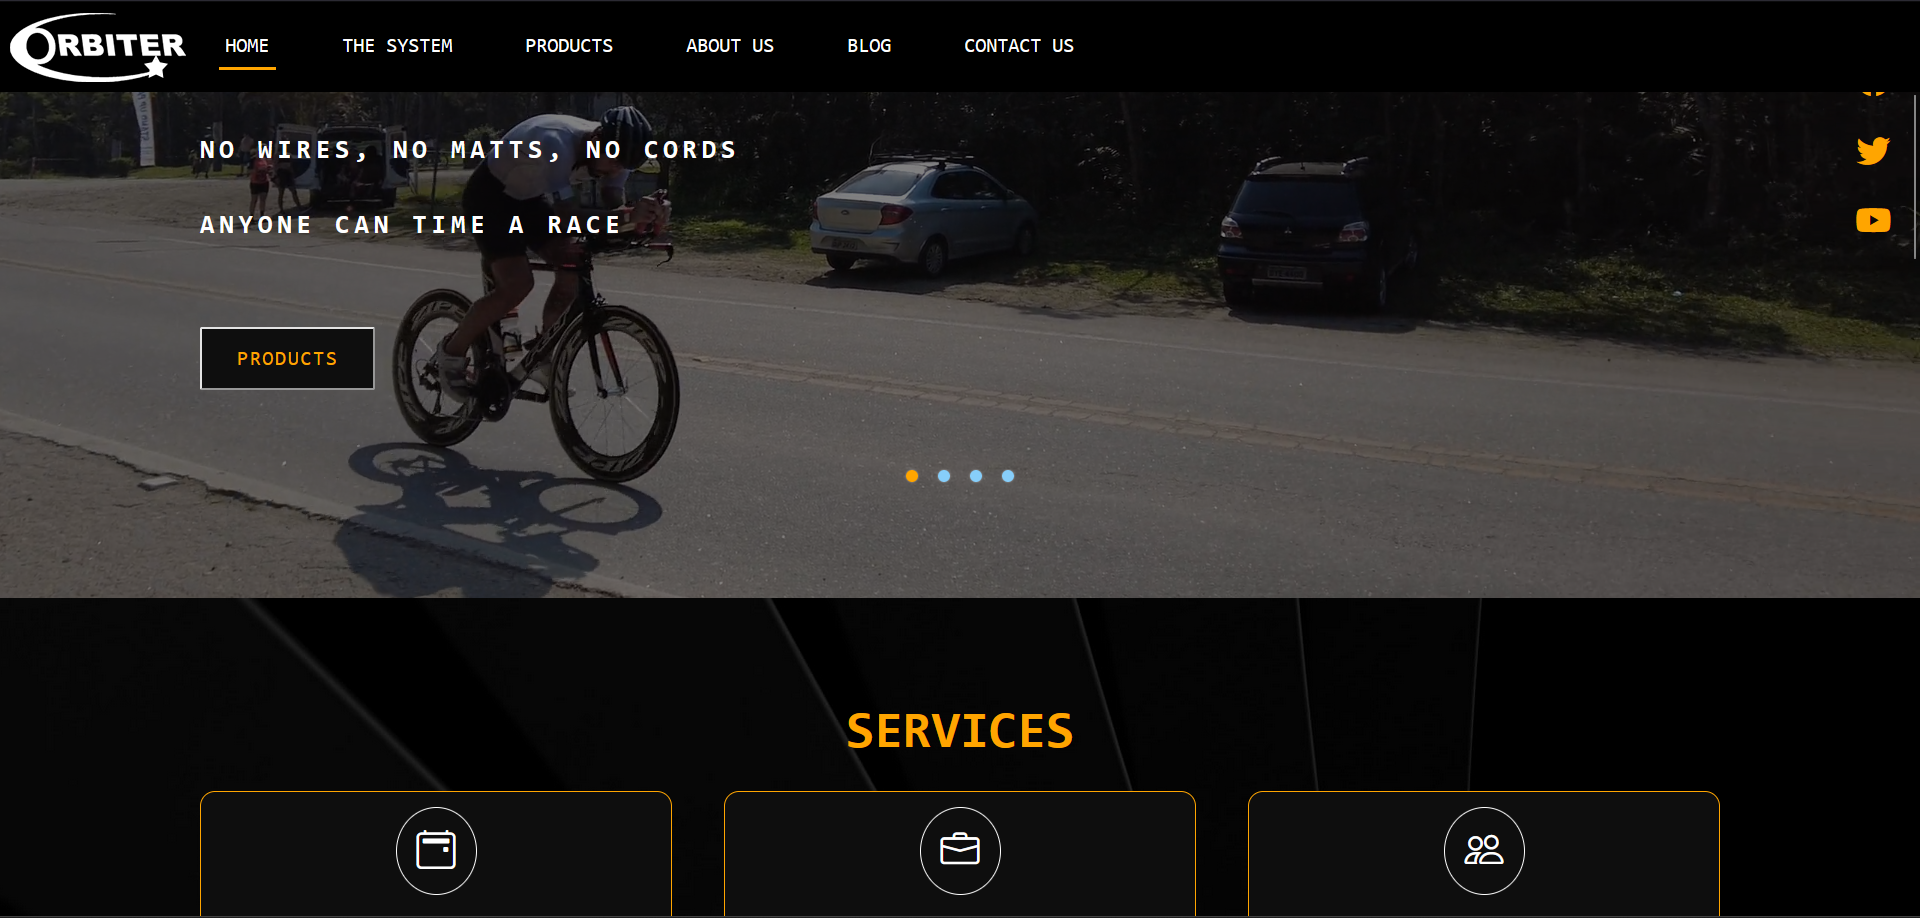 ORBITER
HOME
THE SYSTEM
PRODUCTS
ABOUT US
BLOG
CONTACT US
NO WIRES, NO MATTS, NO CORDS
ANYONE CAN TIME A RACE
PRODUCTS
SERVICES